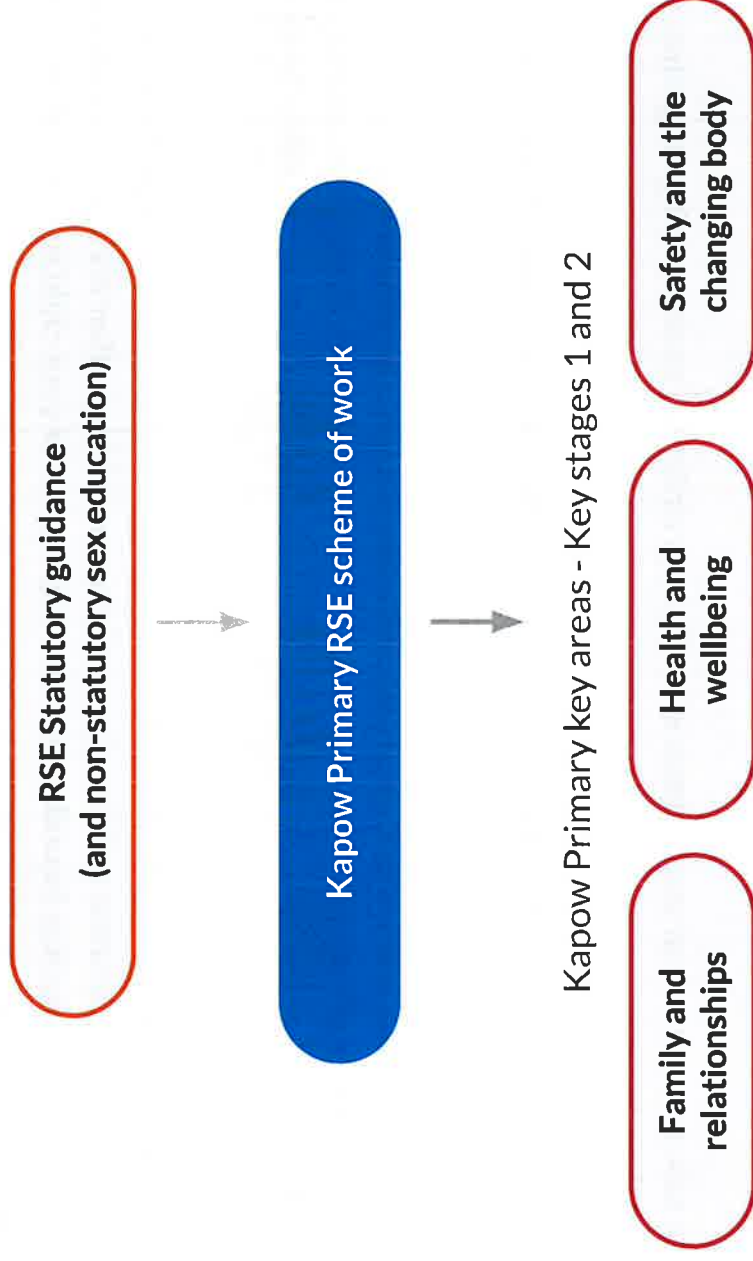 RSE Statutory guidance
(and non-statutory sex education)
Kapow Primary RSE scheme of work
Kapow Primary key areas - Key stages 1 and 2
Family and
relationships
Health and
wellbeing
Safety and the
changing body